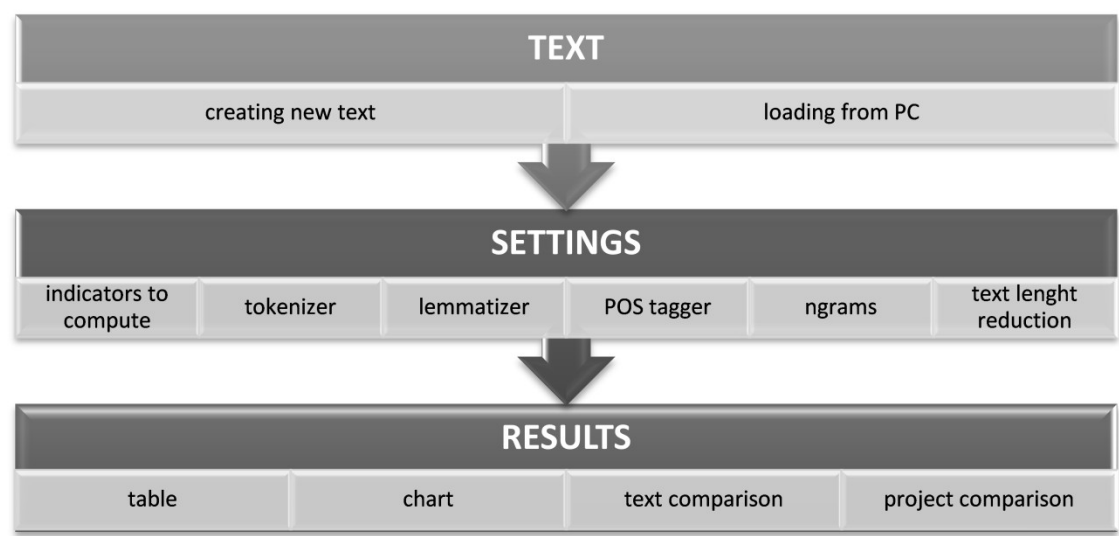 TEXT
creating new text
loading from PC
SETTINGS
indicators to
compute
tokenizer
lemmatizer
POS tagger
ngrams
text lenght
reduction
RESULTS
table
chart
text comparison
project comparison